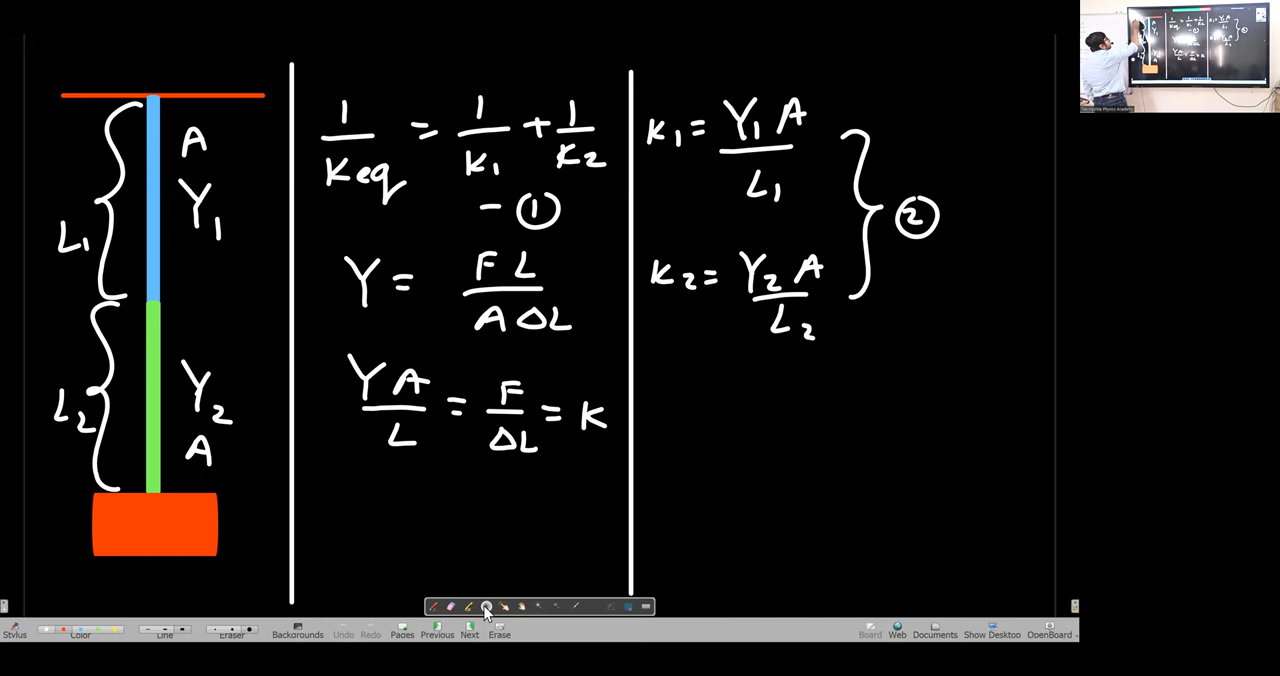 A
Y1
L1
L2
Y2
A
1/Keq = 1/K1 + 1/K2
- ①
Y = FL/AΔL
YA/L = F/ΔL = K
K1 = Y1A/L1
K2 = Y2A/L2
②
Stylus
Color
Line
Eraser
Backgrounds
Undo
Redo
Pages
Previous
Next
Erase
Board
Web
Documents
Show Desktop
OpenBoard